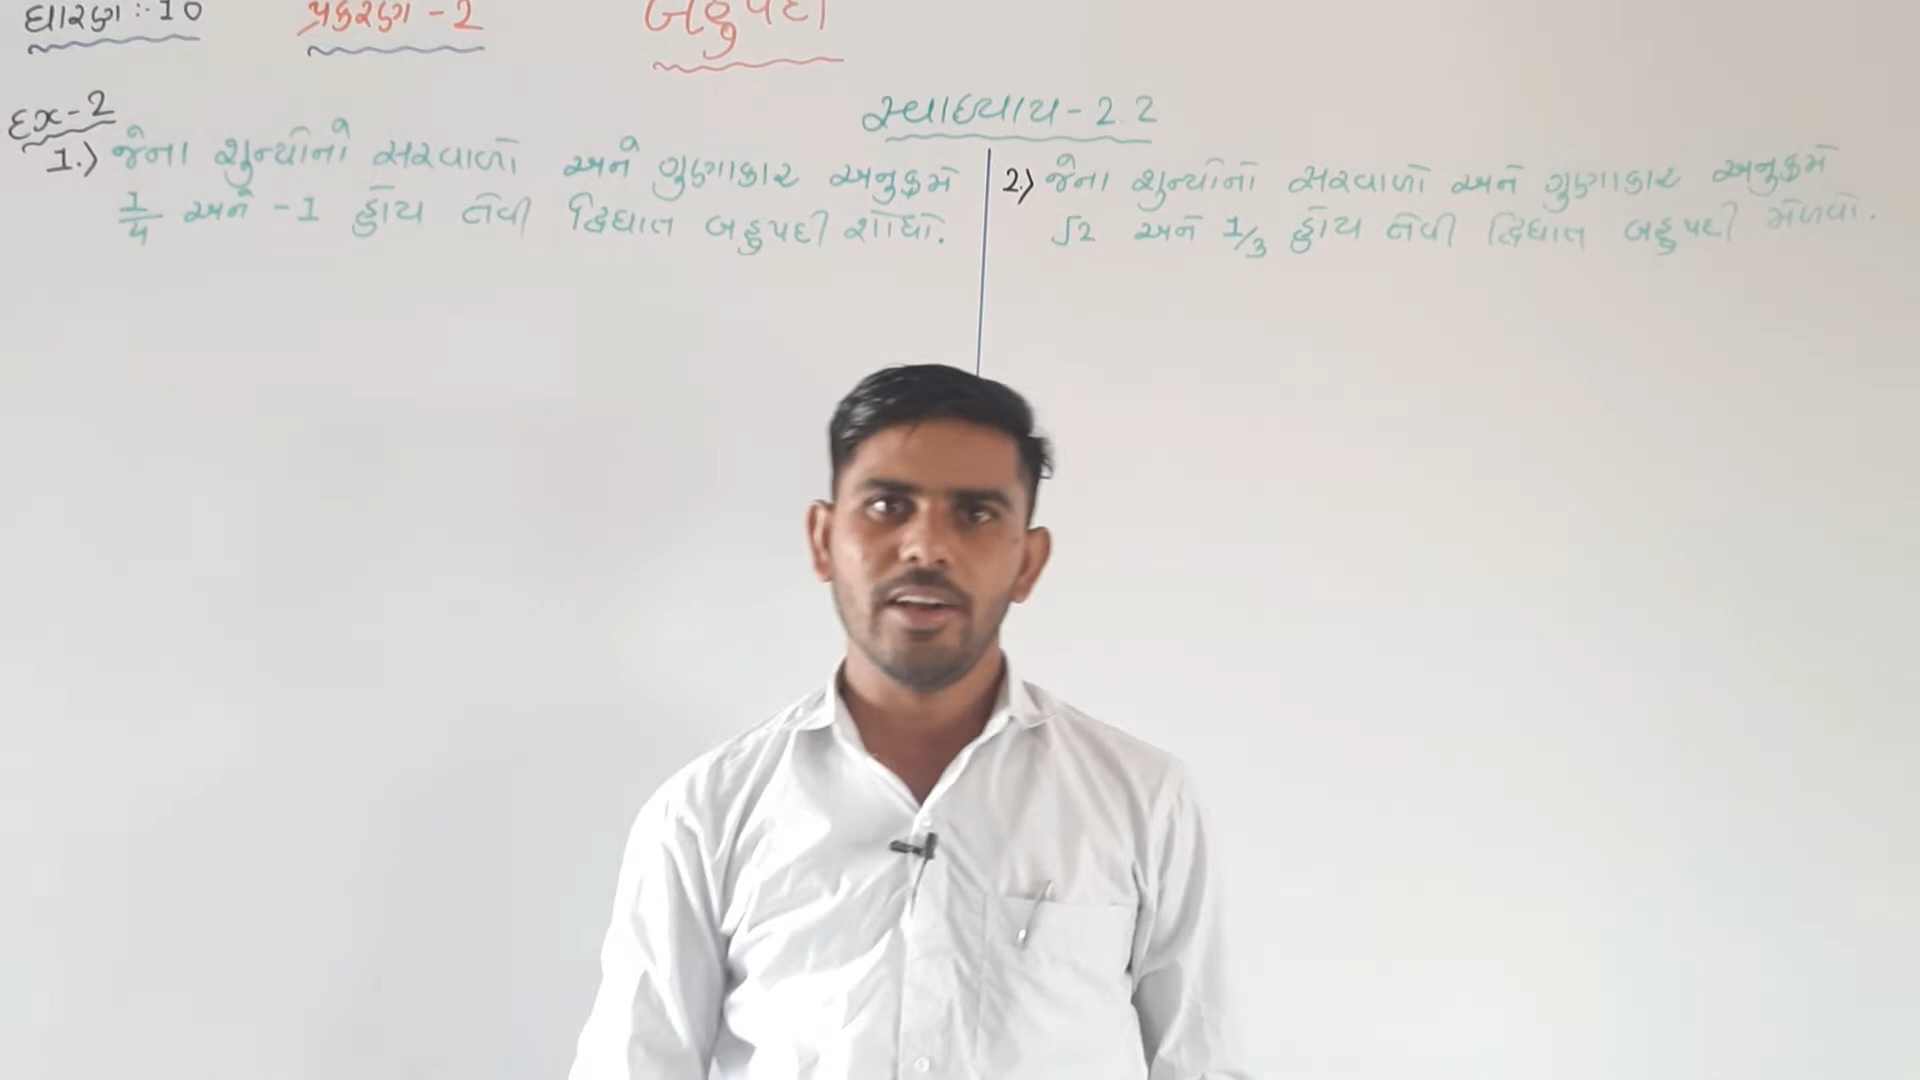 ધોરણ :- 10 પ્રકરણ - 2 બહુપદી
સ્વાધ્યાય - 2.2
Ex-2
1.) જેના શુન્યોનો સરવાળો અને ગુણાકાર અનુક્રમે
1/4 અને -1 હોય તેવી દ્વિઘાત બહુપદી શોધો.
2.) જેના શુન્યોનો સરવાળો અને ગુણાકાર અનુક્રમે
√2 અને 1/3 હોય તેવી દ્વિઘાત બહુપદી મેળવો.